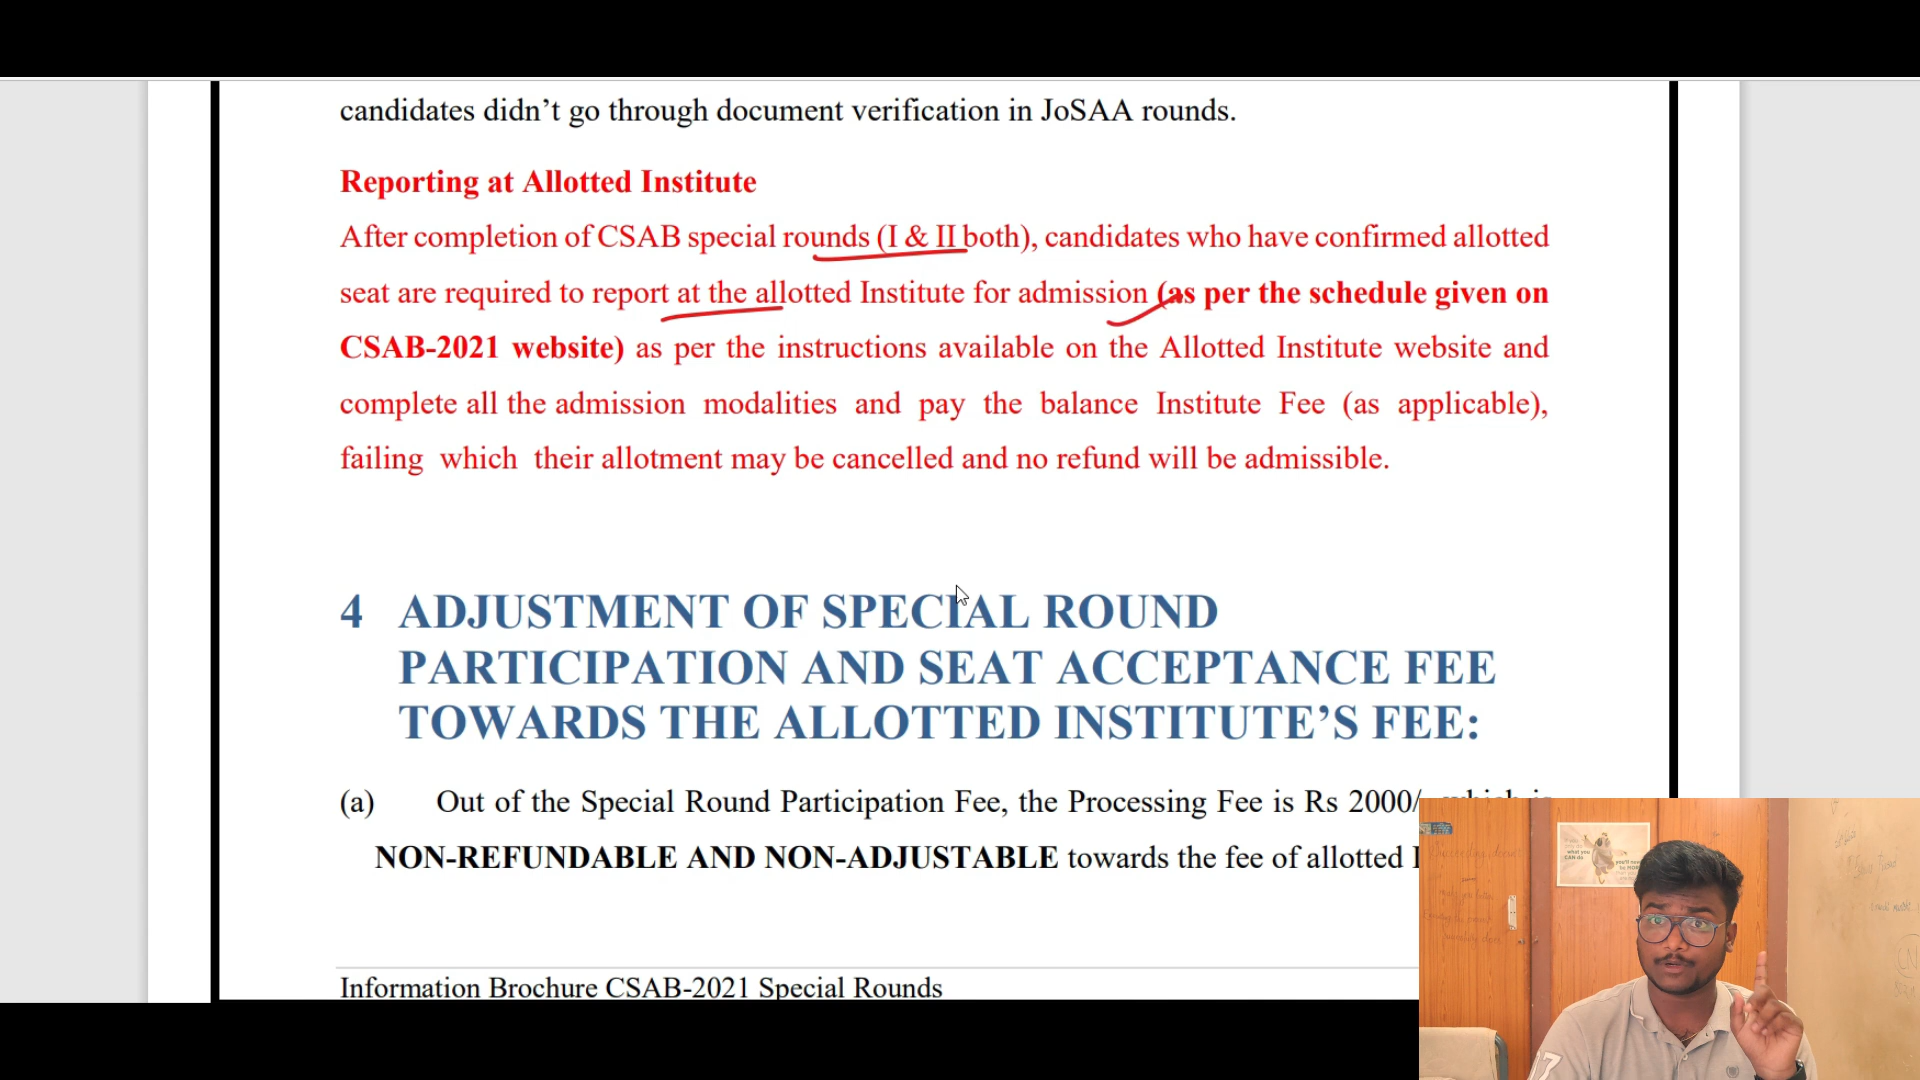 candidates didn’t go through document verification in JoSAA rounds.
Reporting at Allotted Institute
After completion of CSAB special rounds (I & II both), candidates who have confirmed allotted
seat are required to report at the allotted Institute for admission (as per the schedule given on
CSAB-2021 website) as per the instructions available on the Allotted Institute website and
complete all the admission modalities and pay the balance Institute Fee (as applicable),
failing which their allotment may be cancelled and no refund will be admissible.
4 ADJUSTMENT OF SPECIAL ROUND
PARTICIPATION AND SEAT ACCEPTANCE FEE
TOWARDS THE ALLOTTED INSTITUTE’S FEE:
(a) Out of the Special Round Participation Fee, the Processing Fee is Rs 2000/
NON-REFUNDABLE AND NON-ADJUSTABLE towards the fee of allotted
Information Brochure CSAB-2021 Special Rounds
what you
CAN do